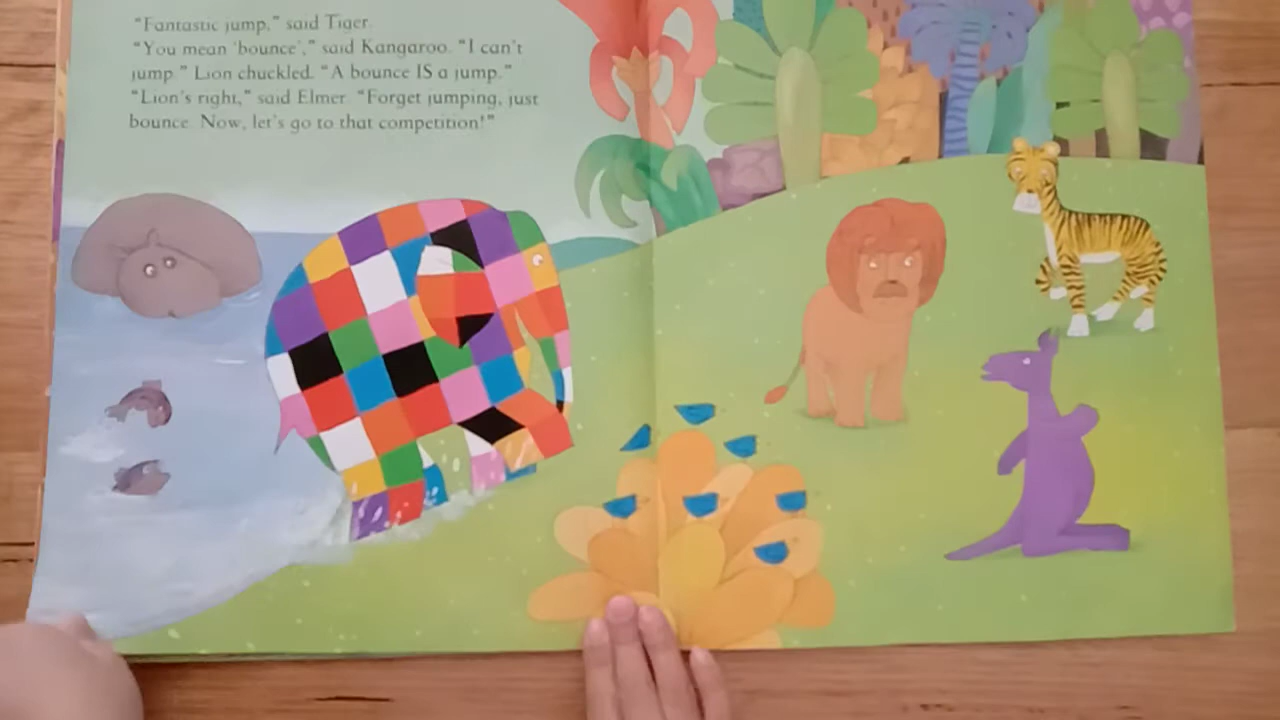 “Fantastic jump,” said Tiger.
“You mean ‘bounce’,” said Kangaroo. “I can’t
jump.” Lion chuckled. “A bounce IS a jump.”
“Lion’s right,” said Elmer. “Forget jumping, just
bounce. Now, let’s go to that competition!”